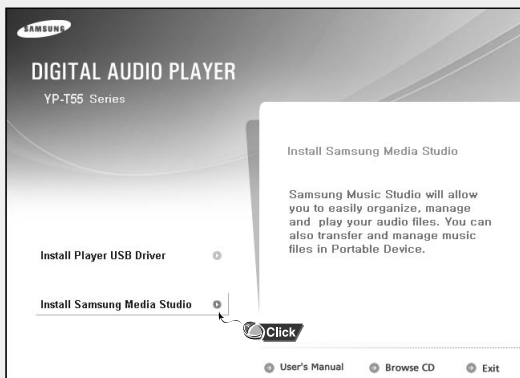 SAMSUNG
DIGITAL AUDIO PLAYER
YP-T55 Series
Install Samsung Media Studio
Samsung Music Studio will allow
you to easily organize, manage
and play your audio files. You can
also transfer and manage music
files in Portable Device.
Install Player USB Driver
Install Samsung Media Studio
Click
User's Manual
Browse CD
Exit